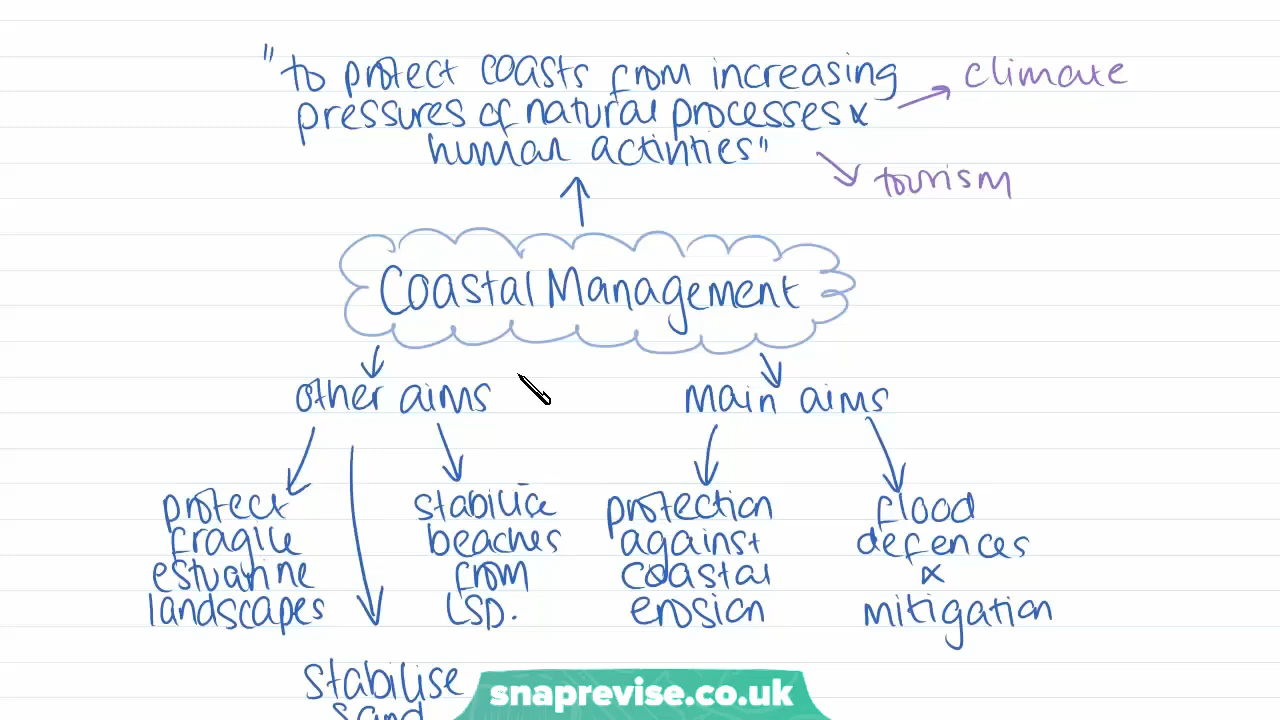 "to protect coasts from increasing
pressures of natural processes &
human activities"
climate
tourism
Coastal Management
other aims
main aims
protect
fragile
estuarine
landscapes
stabilise
beaches
from
LSD.
protection
against
coastal
erosion
flood
defences
&
mitigation
stabilise
sand
snaprevise.co.uk